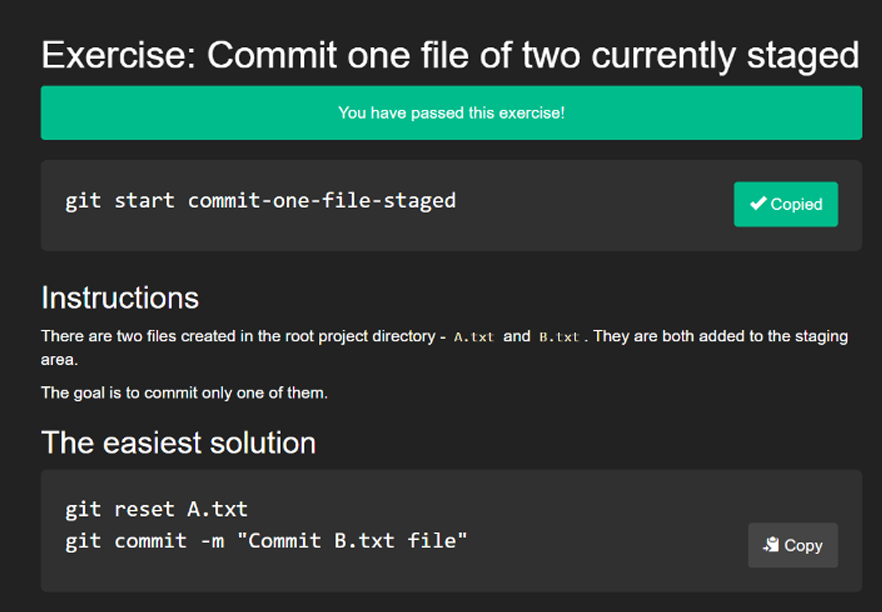 Exercise: Commit one file of two currently staged
You have passed this exercise!
git start commit-one-file-staged
Copied
Instructions
There are two files created in the root project directory - A.txt and B.txt. They are both added to the staging
area.
The goal is to commit only one of them.
The easiest solution
git reset A.txt
git commit -m "Commit B.txt file"
Copy